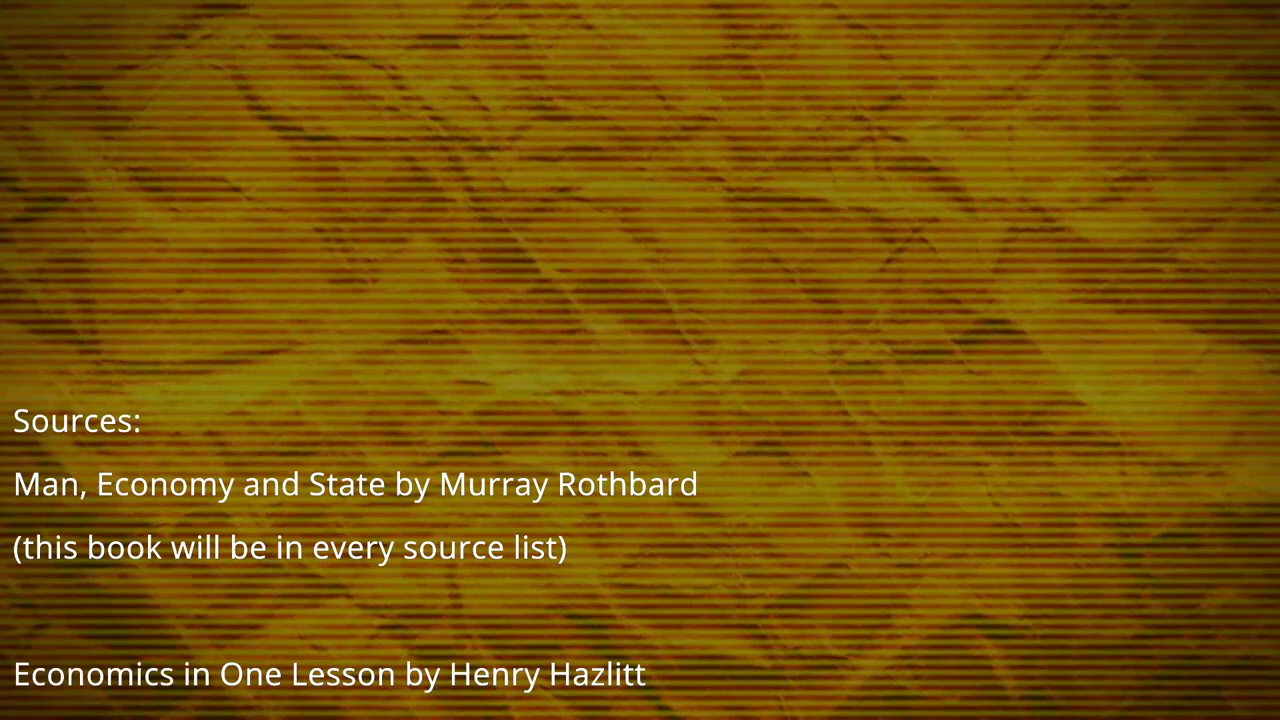 Sources:
Man, Economy and State by Murray Rothbard
(this book will be in every source list)
Economics in One Lesson by Henry Hazlitt